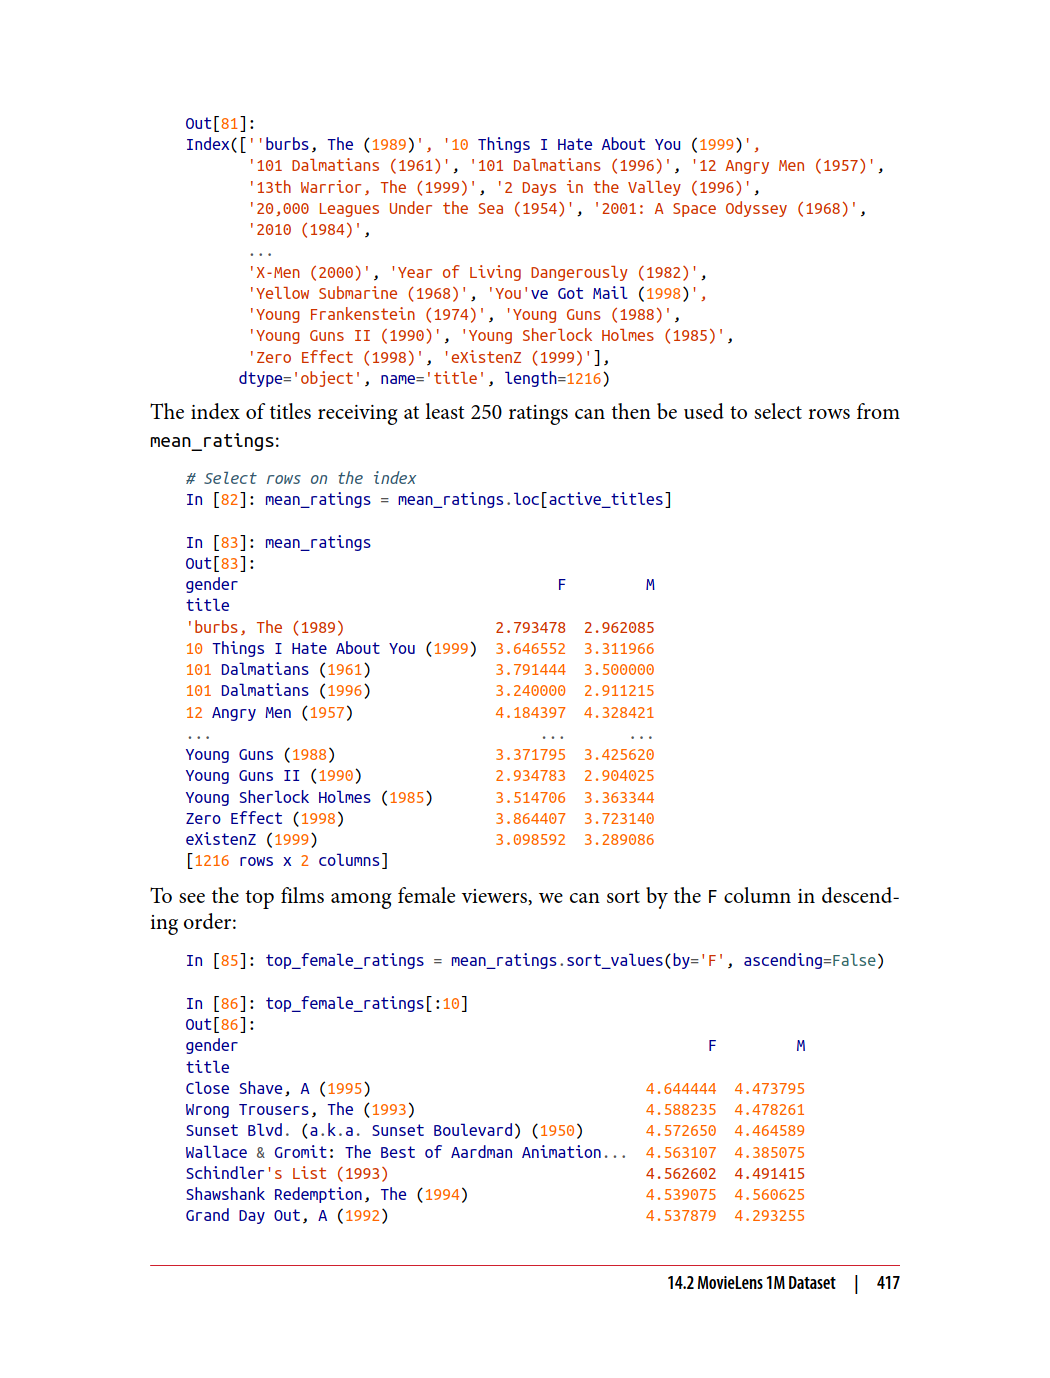 Out[81]:
Index([''burbs, The (1989)', '10 Things I Hate About You (1999)',
       '101 Dalmatians (1961)', '101 Dalmatians (1996)', '12 Angry Men (1957)',
       '13th Warrior, The (1999)', '2 Days in the Valley (1996)',
       '20,000 Leagues Under the Sea (1954)', '2001: A Space Odyssey (1968)',
       '2010 (1984)',
       ...
       'X-Men (2000)', 'Year of Living Dangerously (1982)',
       'Yellow Submarine (1968)', 'You've Got Mail (1998)',
       'Young Frankenstein (1974)', 'Young Guns (1988)',
       'Young Guns II (1990)', 'Young Sherlock Holmes (1985)',
       'Zero Effect (1998)', 'eXistenZ (1999)'],
      dtype='object', name='title', length=1216)
The index of titles receiving at least 250 ratings can then be used to select rows from
mean_ratings:
# Select rows on the index
In [82]: mean_ratings = mean_ratings.loc[active_titles]
In [83]: mean_ratings
Out[83]:
gender                                    F         M
title
'burbs, The (1989)                 2.793478  2.962085
10 Things I Hate About You (1999)  3.646552  3.311966
101 Dalmatians (1961)              3.791444  3.500000
101 Dalmatians (1996)              3.240000  2.911215
12 Angry Men (1957)                4.184397  4.328421
...                                     ...       ...
Young Guns (1988)                  3.371795  3.425620
Young Guns II (1990)               2.934783  2.904025
Young Sherlock Holmes (1985)       3.514706  3.363344
Zero Effect (1998)                 3.864407  3.723140
eXistenZ (1999)                    3.098592  3.289086
[1216 rows x 2 columns]
To see the top films among female viewers, we can sort by the F column in descend-
ing order:
In [85]: top_female_ratings = mean_ratings.sort_values(by='F', ascending=False)
In [86]: top_female_ratings[:10]
Out[86]:
gender                                                     F         M
title
Close Shave, A (1995)                               4.644444  4.473795
Wrong Trousers, The (1993)                          4.588235  4.478261
Sunset Blvd. (a.k.a. Sunset Boulevard) (1950)       4.572650  4.464589
Wallace & Gromit: The Best of Aardman Animation...  4.563107  4.385075
Schindler's List (1993)                             4.562602  4.491415
Shawshank Redemption, The (1994)                    4.539075  4.560625
Grand Day Out, A (1992)                             4.537879  4.293255
14.2 MovieLens 1M Dataset | 417